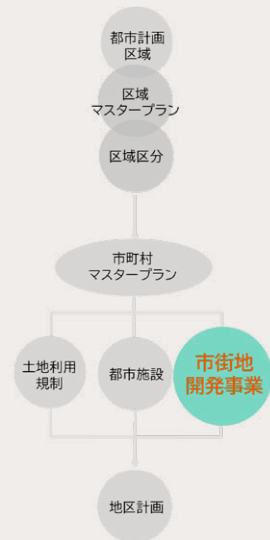 都市計画
区域
区域
マスタープラン
区域区分
市町村
マスタープラン
土地利用
規制
都市施設
市街地
開発事業
地区計画